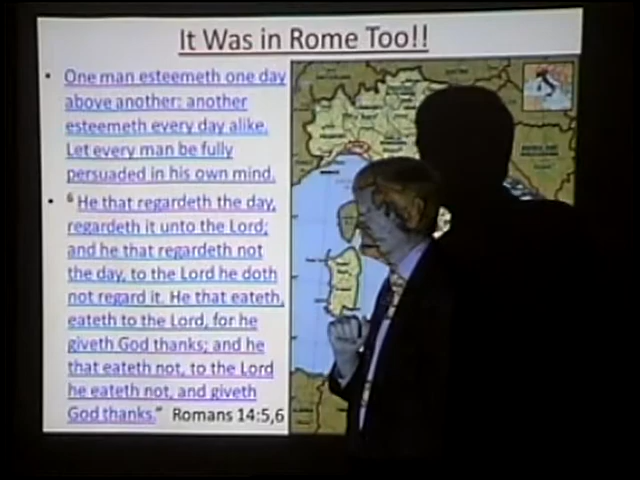 It Was in Rome Too!!
• One man esteemeth one day
above another: another
esteemeth every day alike.
Let every man be fully
persuaded in his own mind.
• 6 He that regardeth the day,
regardeth it unto the Lord;
and he that regardeth not
the day, to the Lord he doth
not regard it. He that eateth,
eateth to the Lord, for he
giveth God thanks; and he
that eateth not, to the Lord
he eateth not, and giveth
God thanks." Romans 14:5,6